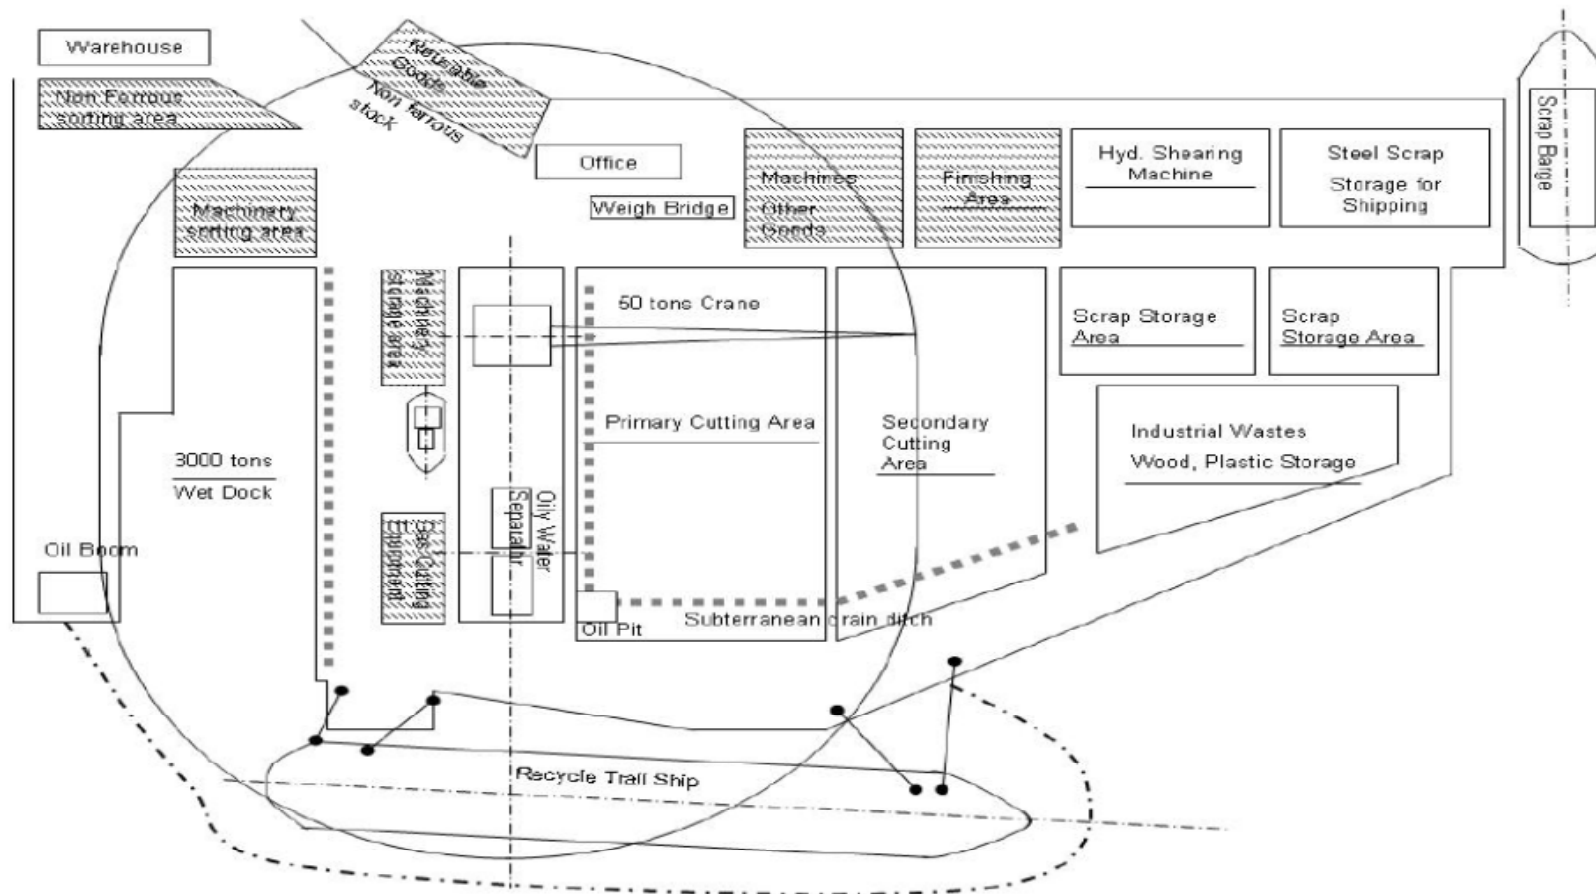 Warehouse
Non Ferrous
sorting area
Reusable
Goods
Non farrous
stock
Office
Weigh Bridge
Machinery
sorting area
Machines
Other
Goods
Finishing
Area
Hyd. Shearing
Machine
Steel Scrap
Storage for
Shipping
Scrap Barge
Machinery
storage area
50 tons Crane
Scrap Storage
Area
Scrap
Storage Area
Primary Cutting Area
Secondary
Cutting
Area
Industrial Wastes
Wood, Plastic Storage
3000 tons
Wet Dock
Oil Boom
Gas Cutting
Equipment
Oily Water
Separator
Oil Pit
Subterranean drain ditch
Recycle Trall Ship